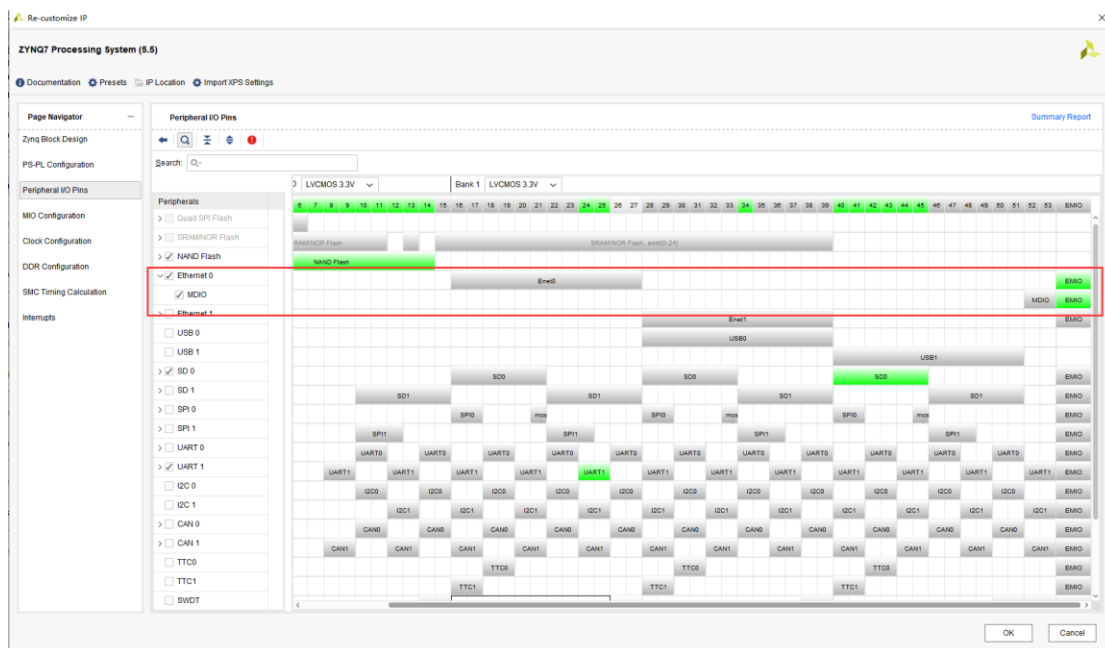 Re-customize IP
ZYNQ7 Processing System (5.5)
Documentation Presets IP Location Import XPS Settings
Page Navigator
Zynq Block Design
PS-PL Configuration
Peripheral I/O Pins
MIO Configuration
Clock Configuration
DDR Configuration
SMC Timing Calculation
Interrupts
Peripheral I/O Pins Summary Report
Search: Q-
LVCMOS 3.3V Bank 1 LVCMOS 3.3V
Peripherals 6 7 8 9 10 11 12 13 14 15 16 17 18 19 20 21 22 23 24 25 26 27 28 29 30 31 32 33 34 35 36 37 38 39 40 41 42 43 44 45 46 47 48 49 50 51 52 53 EMIO
Quad SPI Flash
SRAM/NOR Flash RAM/NOR Flash SRAM/NOR Flash, addr[0-24]
NAND Flash NAND Flash
Ethernet 0 Enet0 EMIO
MDIO MDIO EMIO
Ethernet 1 Enet1 EMIO
USB 0 USB0
USB 1 USB1
SD 0 SD0 SD0 SD0 EMIO
SD 1 SD1 SD1 SD1 SD1 EMIO
SPI 0 SPI0 mos SPI0 mos SPI0 mos EMIO
SPI 1 SPI1 SPI1 SPI1 SPI1 EMIO
UART 0 UART0 UART0 UART0 UART0 UART0 UART0 UART0 UART0 UART0 UART0 UART0 EMIO
UART 1 UART1 UART1 UART1 UART1 UART1 UART1 UART1 UART1 UART1 UART1 UART1 UART1 EMIO
I2C 0 I2C0 I2C0 I2C0 I2C0 I2C0 I2C0 I2C0 I2C0 I2C0 I2C0 I2C0 EMIO
I2C 1 I2C1 I2C1 I2C1 I2C1 I2C1 I2C1 I2C1 I2C1 I2C1 I2C1 I2C1 EMIO
CAN 0 CAN0 CAN0 CAN0 CAN0 CAN0 CAN0 CAN0 CAN0 CAN0 CAN0 CAN0 EMIO
CAN 1 CAN1 CAN1 CAN1 CAN1 CAN1 CAN1 CAN1 CAN1 CAN1 CAN1 CAN1 CAN1 EMIO
TTC0 TTC0 TTC0 TTC0 EMIO
TTC1 TTC1 TTC1 TTC1 EMIO
SWDT
OK Cancel